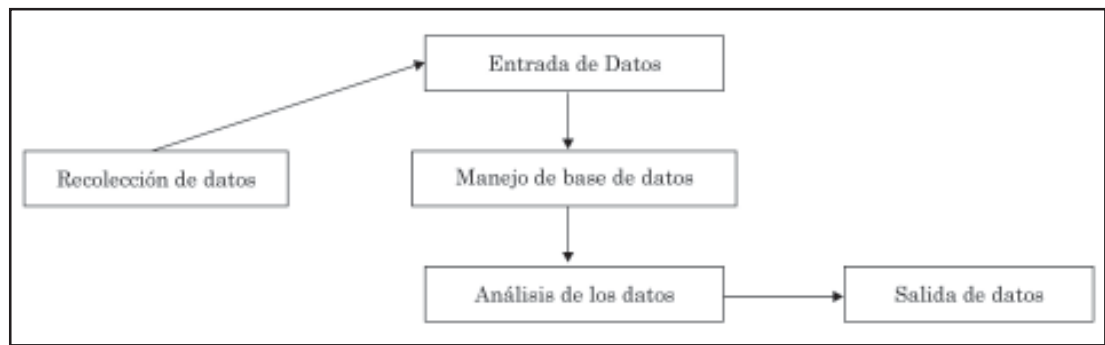 Entrada de Datos
Recolección de datos
Manejo de base de datos
Análisis de los datos
Salida de datos